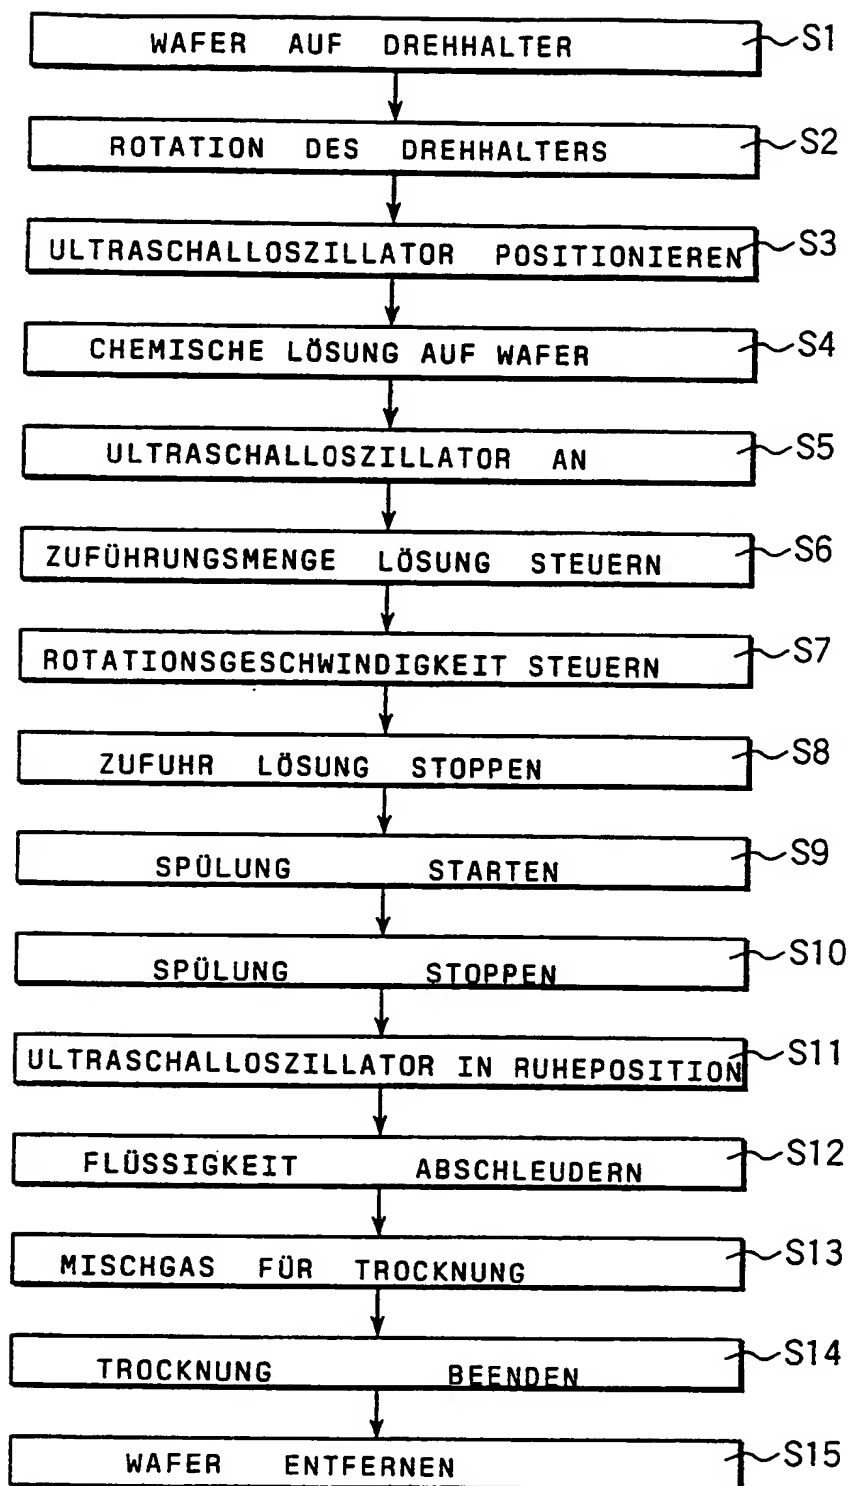 WAFER AUF DREHHALTER S1
ROTATION DES DREHHALTERS S2
ULTRASCHALLOSZILLATOR POSITIONIEREN S3
CHEMISCHE LÖSUNG AUF WAFER S4
ULTRASCHALLOSZILLATOR AN S5
ZUFÜHRUNGSMENGE LÖSUNG STEUERN S6
ROTATIONSGESCHWINDIGKEIT STEUERN S7
ZUFUHR LÖSUNG STOPPEN S8
SPÜLUNG STARTEN S9
SPÜLUNG STOPPEN S10
ULTRASCHALLOSZILLATOR IN RUHEPOSITION S11
FLÜSSIGKEIT ABSCHLEUDERN S12
MISCHGAS FÜR TROCKNUNG S13
TROCKNUNG BEENDEN S14
WAFER ENTFERNEN S15